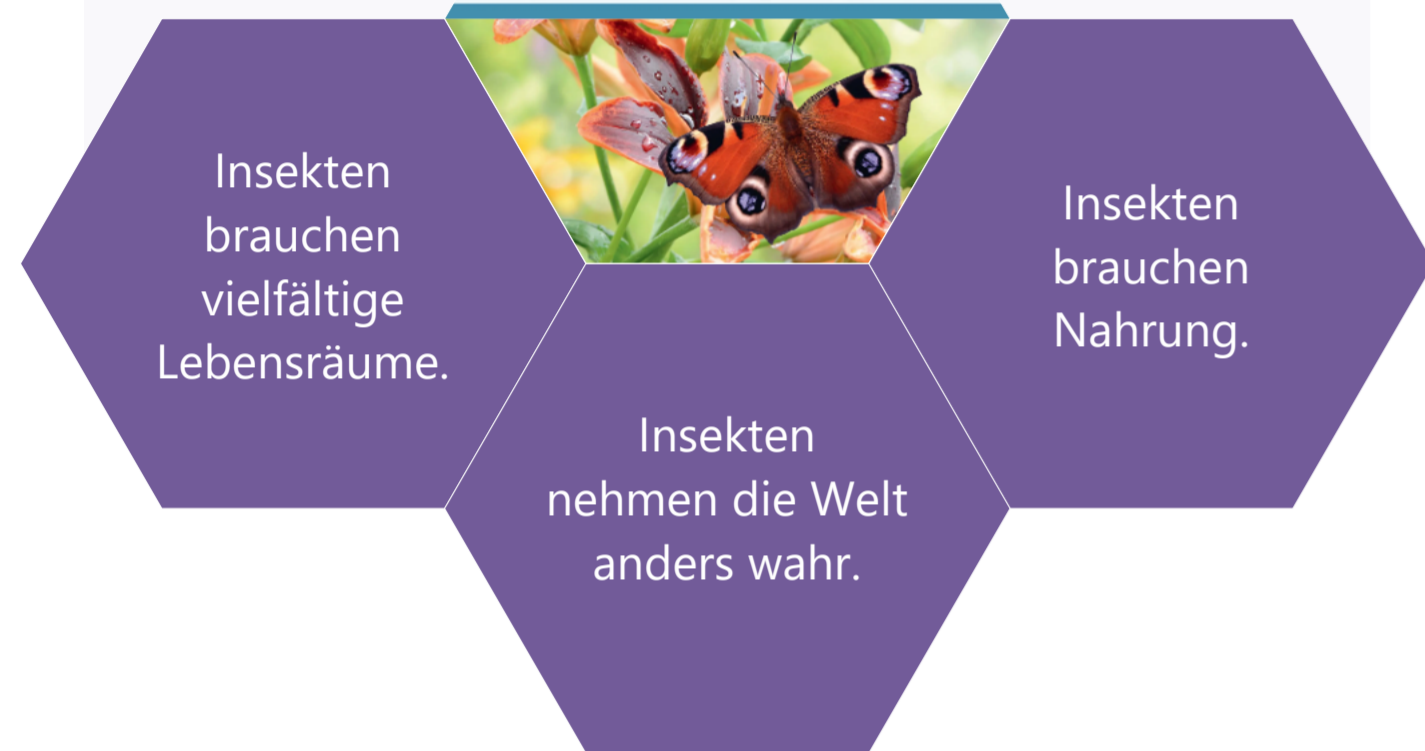 Insekten
brauchen
vielfältige
Lebensräume.
Insekten
nehmen die Welt
anders wahr.
Insekten
brauchen
Nahrung.